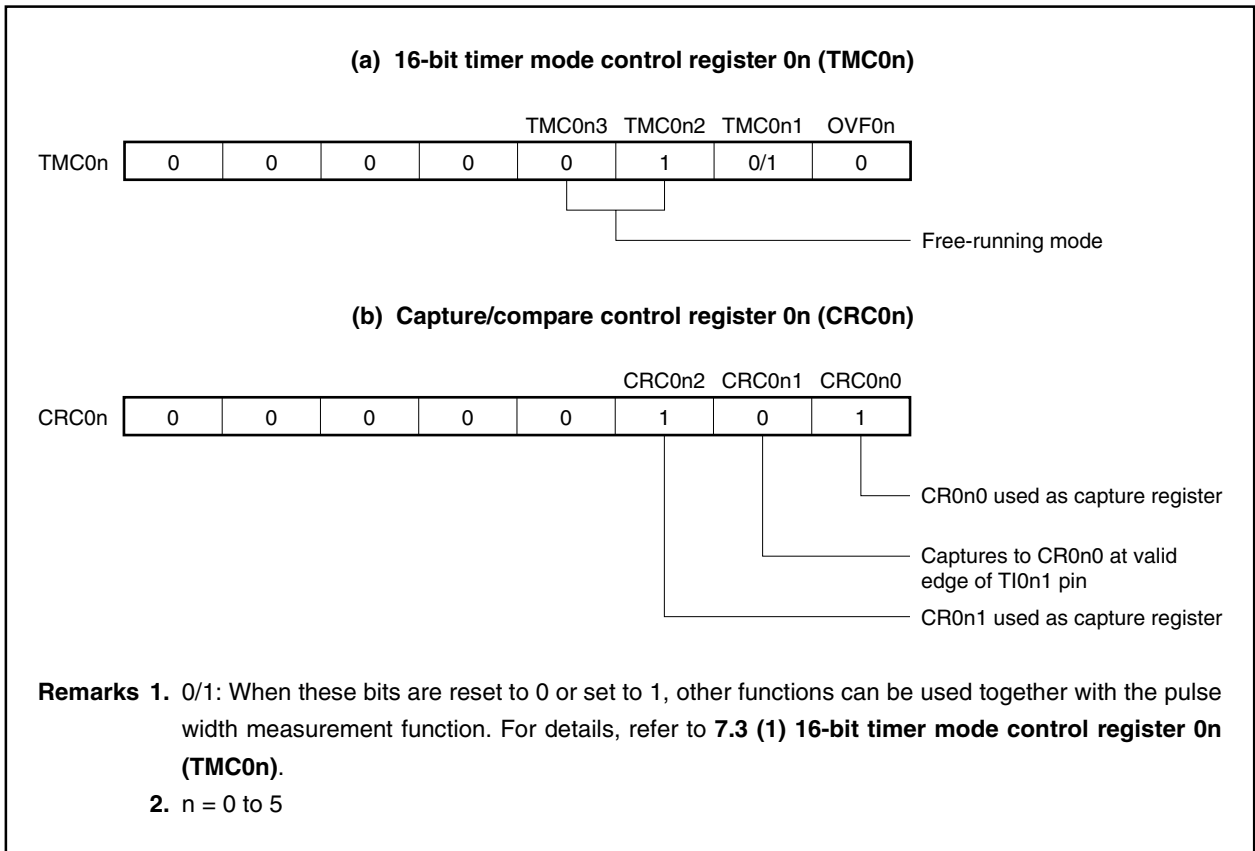 (a) 16-bit timer mode control register 0n (TMC0n)
TMC0n3 TMC0n2 TMC0n1 OVF0n
TMC0n 0 0 0 0 0 1 0/1 0
Free-running mode
(b) Capture/compare control register 0n (CRC0n)
CRC0n2 CRC0n1 CRC0n0
CRC0n 0 0 0 0 0 1 0 1
CR0n0 used as capture register
Captures to CR0n0 at valid
edge of TI0n1 pin
CR0n1 used as capture register
Remarks 1. 0/1: When these bits are reset to 0 or set to 1, other functions can be used together with the pulse
width measurement function. For details, refer to 7.3 (1) 16-bit timer mode control register 0n
(TMC0n).
2. n = 0 to 5